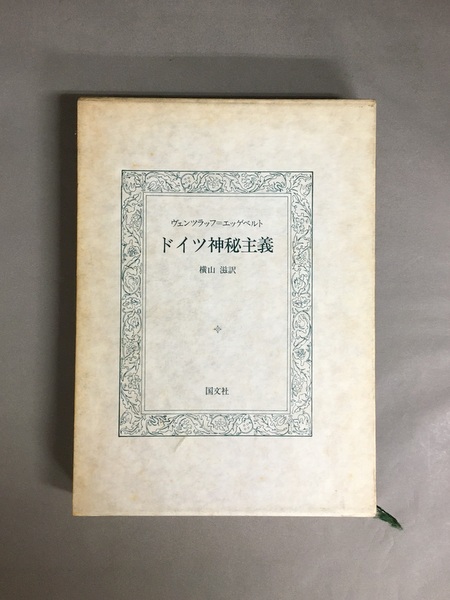 ヴェンツラッフ=エッゲベルト
ドイツ神秘主義
横山 滋訳
国文社